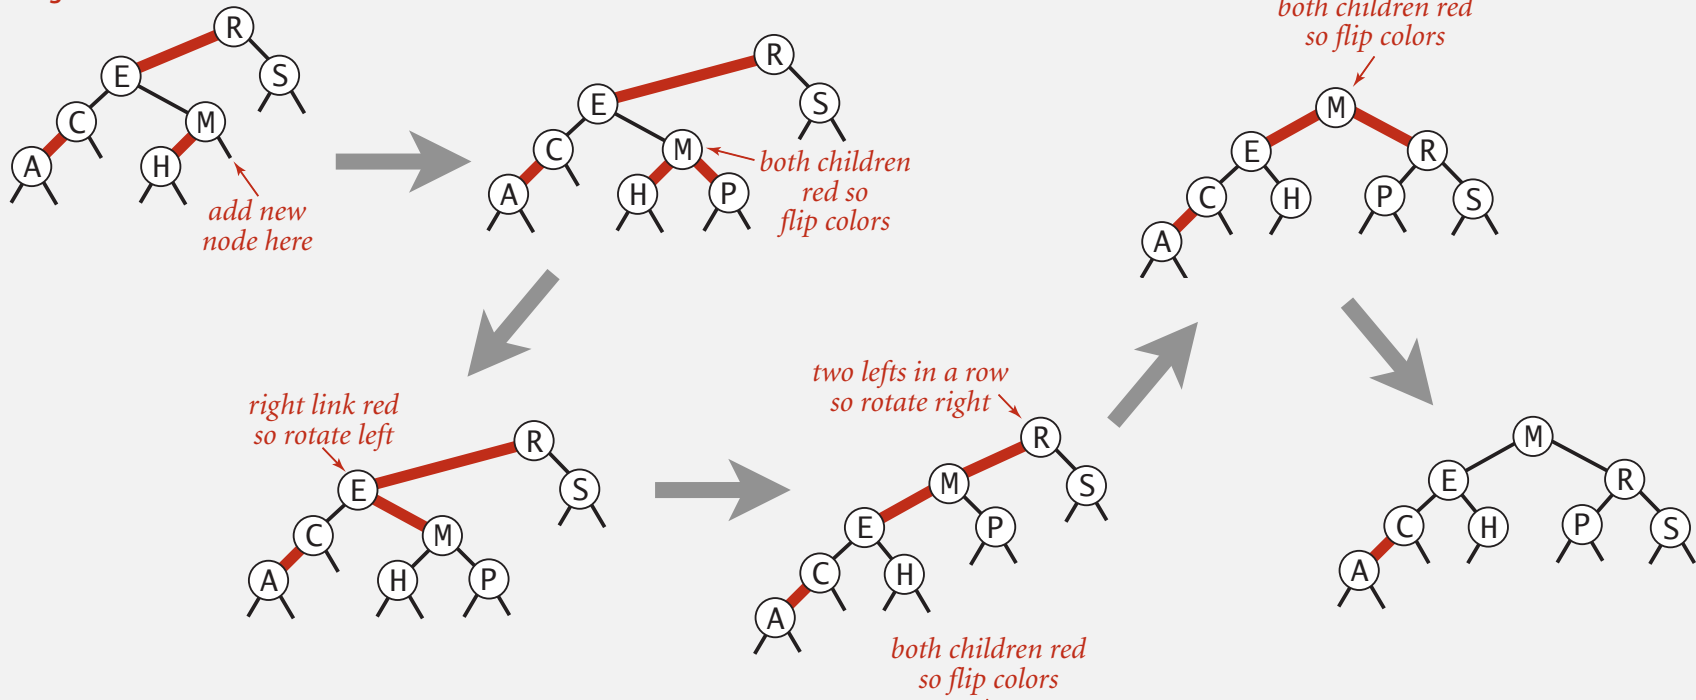 R
E
S
C
M
A
H
add new
node here
R
E
S
C
M
A
H
P
both children
red so
flip colors
right link red
so rotate left
R
E
S
C
M
A
H
P
two lefts in a row
so rotate right
R
M
S
E
P
C
H
A
both children red
so flip colors
both children red
so flip colors
M
E
R
C
H
P
S
A
M
E
R
C
H
P
S
A